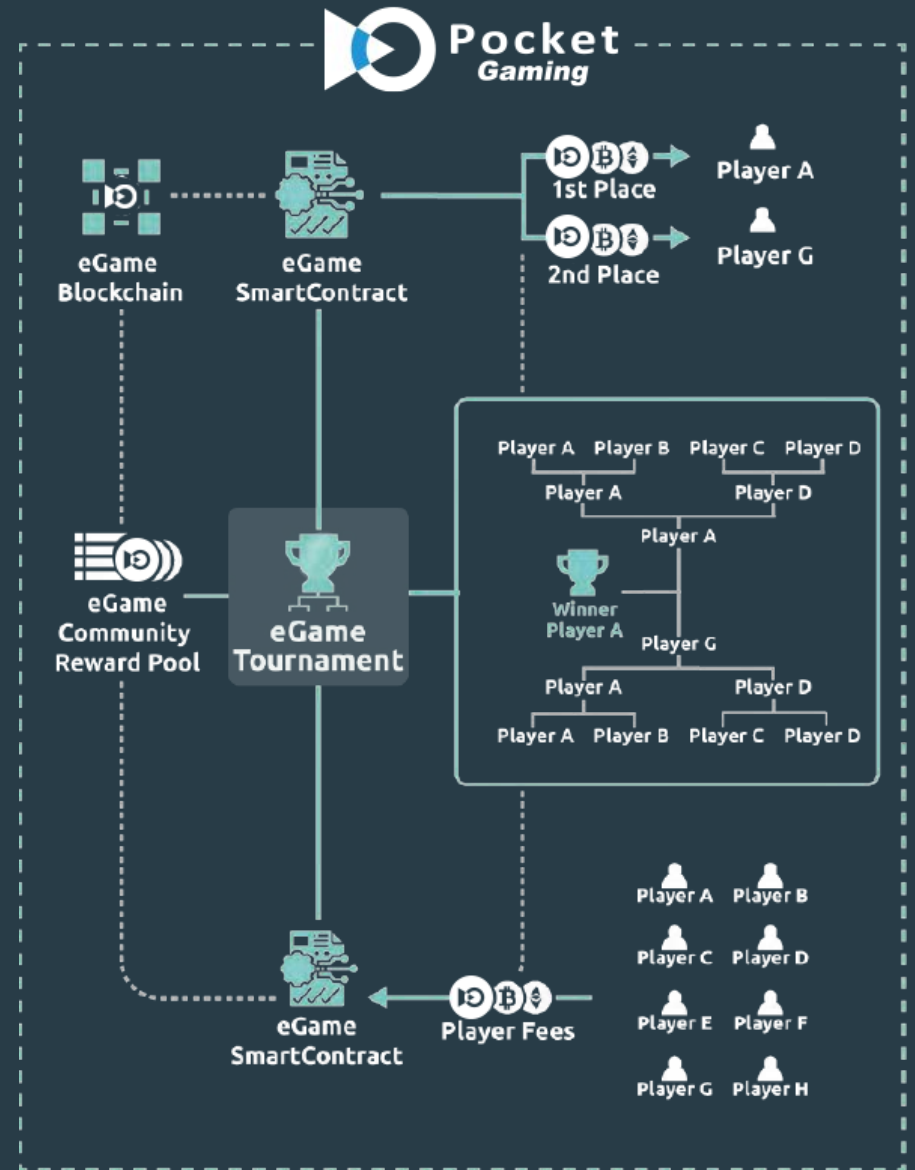 Pocket
Gaming
eGame
Blockchain
eGame
SmartContract
1st Place
2nd Place
Player A
Player G
Player A Player B Player C Player D
Player A Player D
Player A
Winner
Player A
Player G
Player A Player D
Player A Player B Player C Player D
eGame
Community
Reward Pool
eGame
Tournament
eGame
SmartContract
Player Fees
Player A Player B
Player C Player D
Player E Player F
Player G Player H